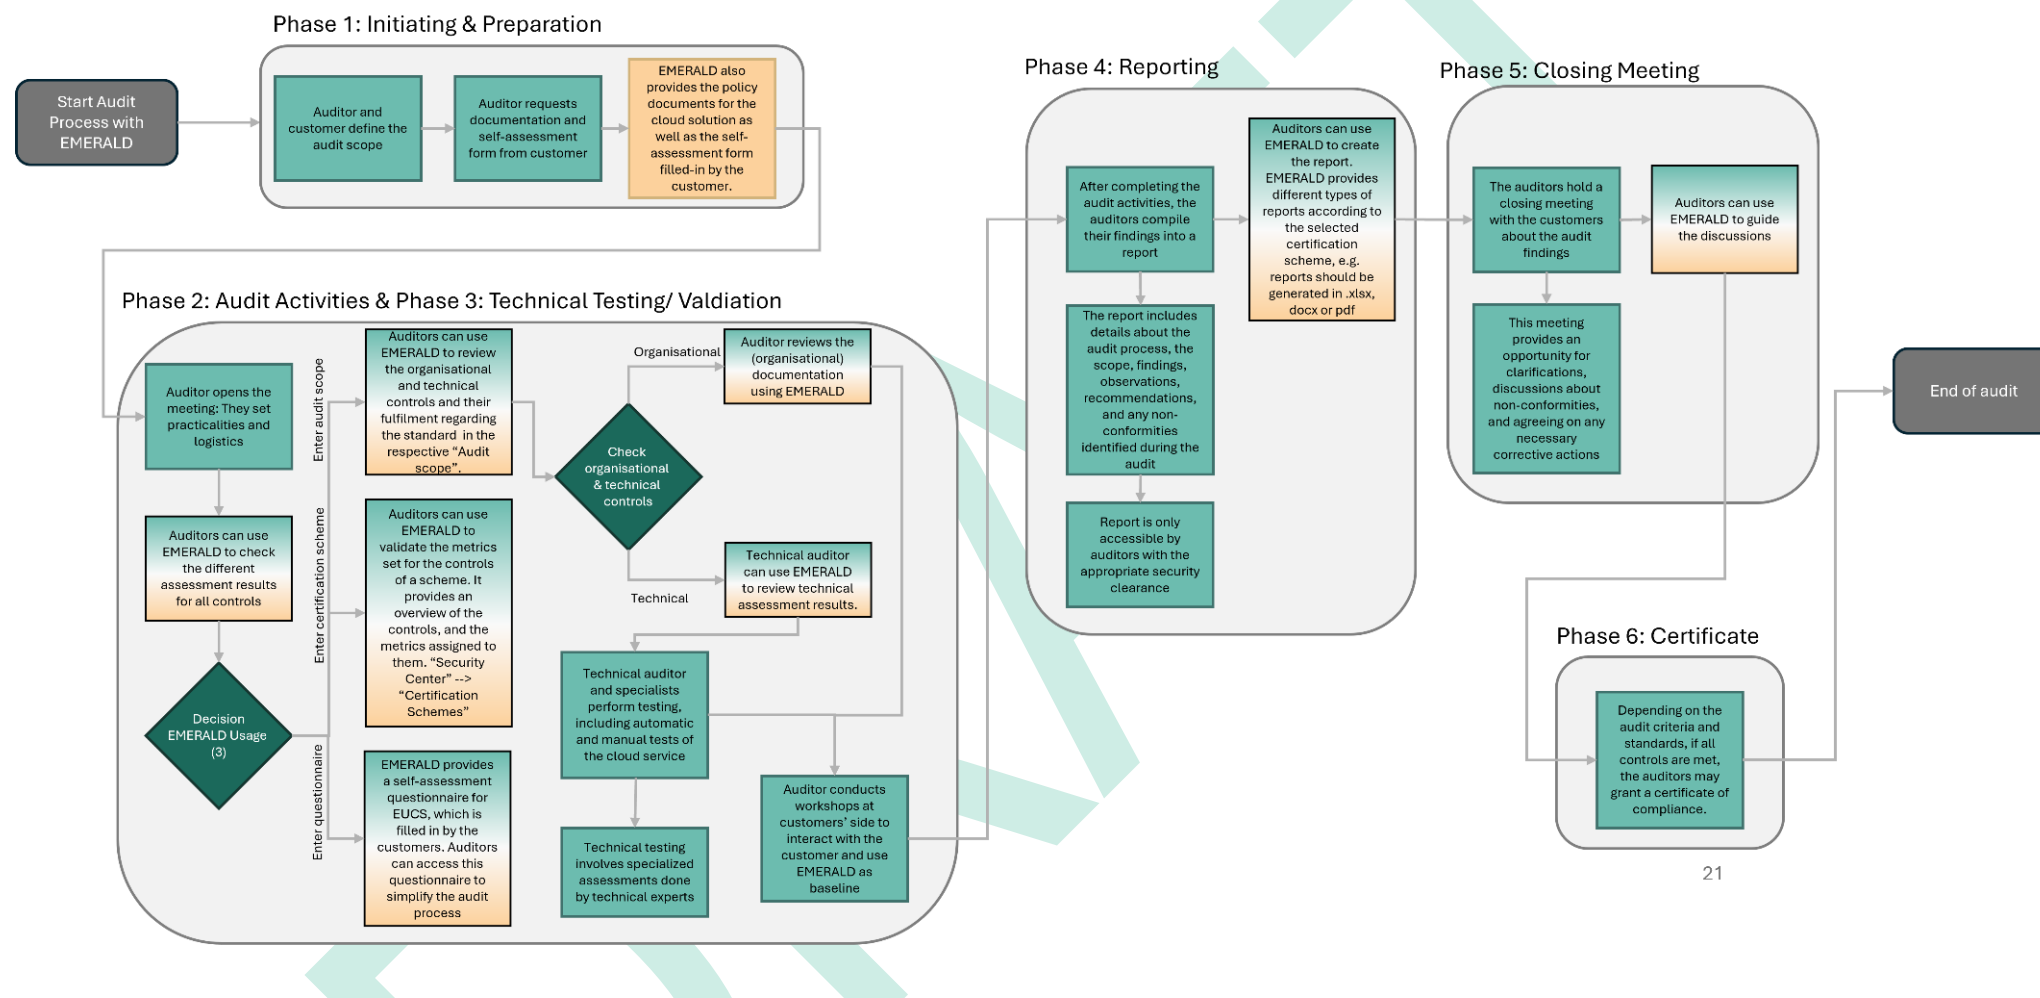 Phase 1: Initiating & Preparation
Start Audit
Process with
EMERALD
Auditor and
customer define the
audit scope
Auditor requests
documentation and
self-assessment
form from customer
EMERALD also
provides the policy
documents for the
cloud solution as
well as the self-
assessment form
filled-in by the
customer.
Phase 2: Audit Activities & Phase 3: Technical Testing/ Valdiation
Auditor opens the
meeting: They set
practicalities and
logistics
Auditors can use
EMERALD to check
the different
assessment results
for all controls
Decision
EMERALD Usage
(3)
Enter audit scope
Enter certification scheme
Enter questionnaire
Auditors can use
EMERALD to review
the organisational
and technical
controls and their
fulfilment regarding
the standard in the
respective “Audit
scope”.
Auditors can use
EMERALD to
validate the metrics
set for the controls
of a scheme. It
provides an
overview of the
controls, and the
metrics assigned to
them. “Security
Center” -->
“Certification
Schemes”
EMERALD provides
a self-assessment
questionnaire for
EUCS, which is
filled in by the
customers. Auditors
can access this
questionnaire to
simplify the audit
process
Check
organisational
& technical
controls
Organisational
Technical
Auditor reviews the
(organisational)
documentation
using EMERALD
Technical auditor
can use EMERALD
to review technical
assessment results.
Technical auditor
and specialists
perform testing,
including automatic
and manual tests of
the cloud service
Technical testing
involves specialized
assessments done
by technical experts
Auditor conducts
workshops at
customers’ side to
interact with the
customer and use
EMERALD as
baseline
Phase 4: Reporting
After completing the
audit activities, the
auditors compile
their findings into a
report
The report includes
details about the
audit process, the
scope, findings,
observations,
recommendations,
and any non-
conformities
identified during the
audit
Report is only
accessible by
auditors with the
appropriate security
clearance
Auditors can use
EMERALD to create
the report.
EMERALD provides
different types of
reports according to
the selected
certification
scheme, e.g.
reports should be
generated in .xlsx,
docx or pdf
Phase 5: Closing Meeting
The auditors hold a
closing meeting
with the customers
about the audit
findings
This meeting
provides an
opportunity for
clarifications,
discussions about
non-conformities,
and agreeing on any
necessary
corrective actions
Auditors can use
EMERALD to guide
the discussions
Phase 6: Certificate
Depending on the
audit criteria and
standards, if all
controls are met,
the auditors may
grant a certificate of
compliance.
End of audit
21